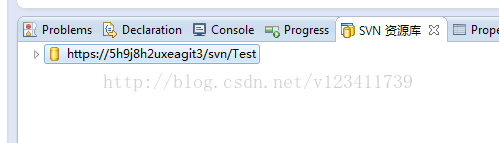 Problems Declaration Console Progress SVN 资源库 Prope
https://5h9j8h2uxeagit3/svn/Test
http://blog.csdn.net/v123411739